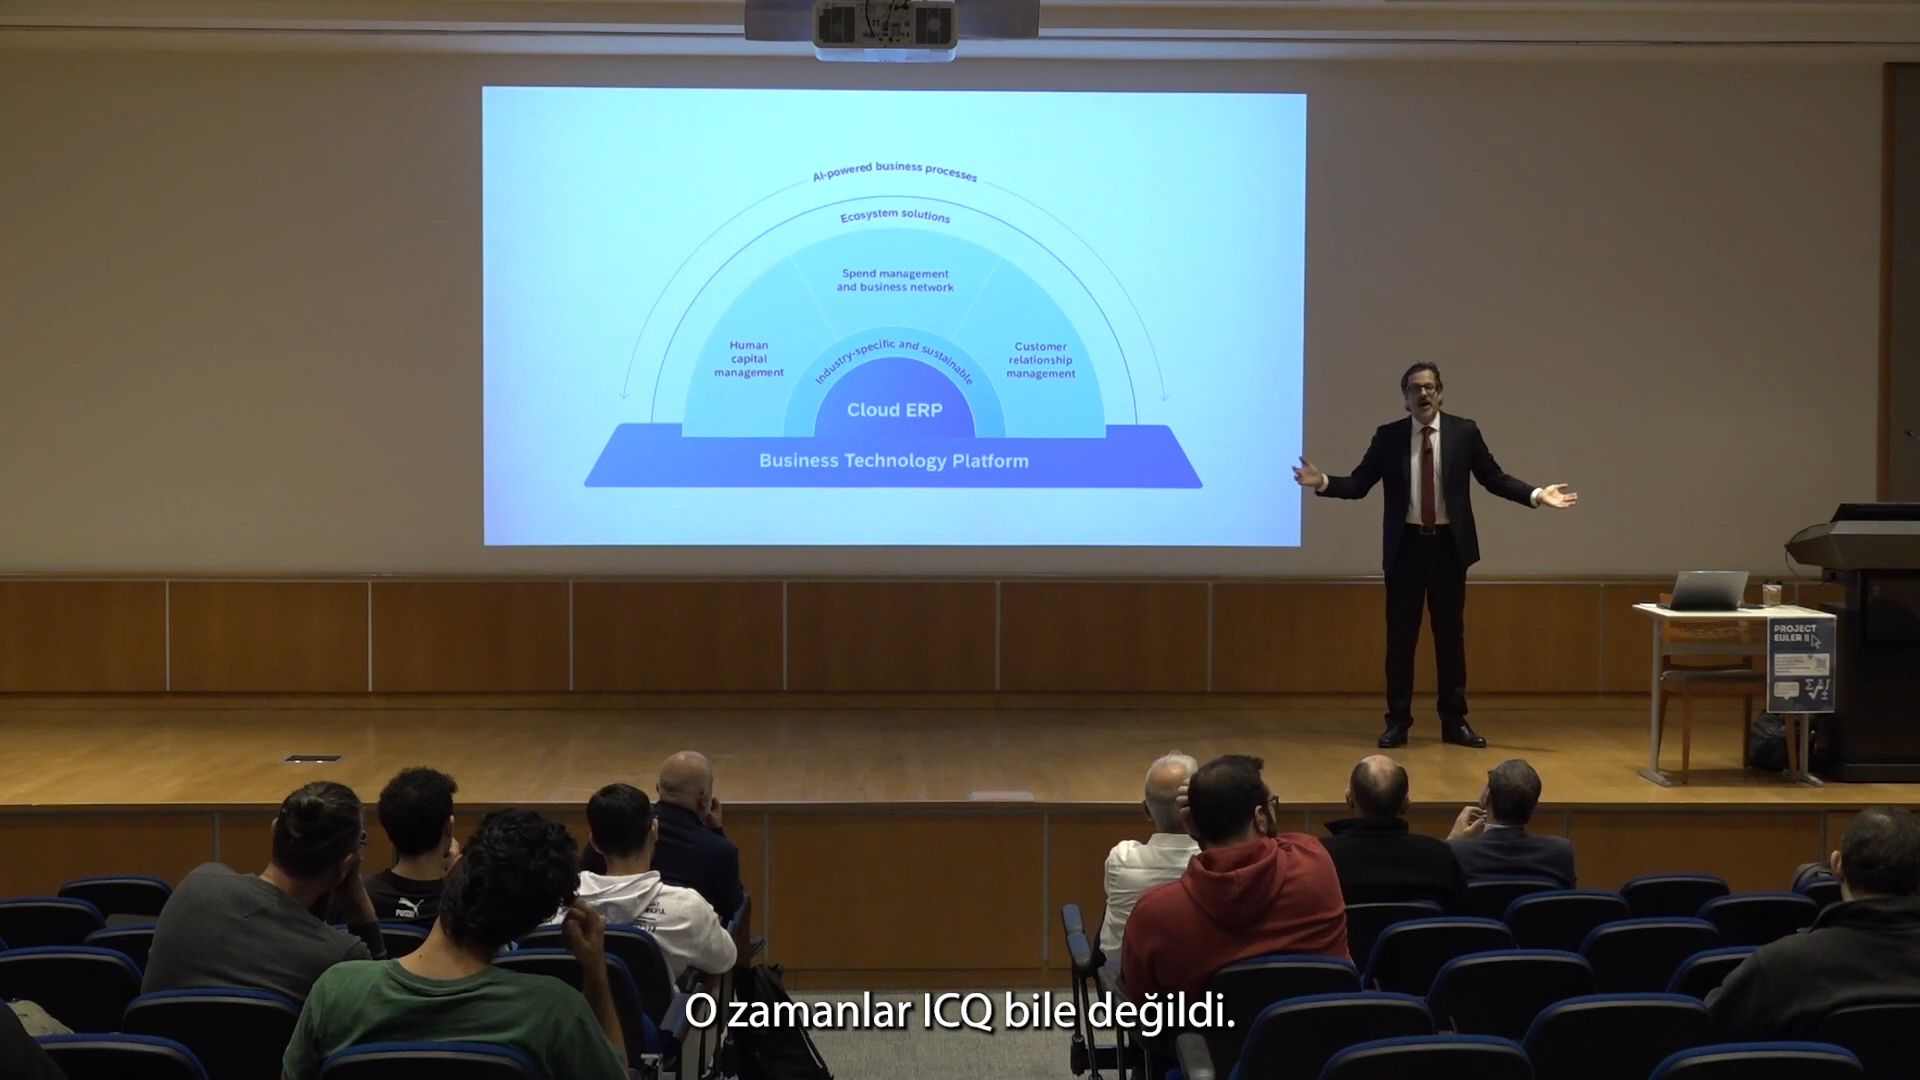 AI-powered business processes
Ecosystem solutions
Spend management
and business network
Human
capital
management
Industry-specific and sustainable
Customer
relationship
management
Cloud ERP
Business Technology Platform
PROJECT
EULER II
PUMA
O zamanlar ICQ bile değildi.